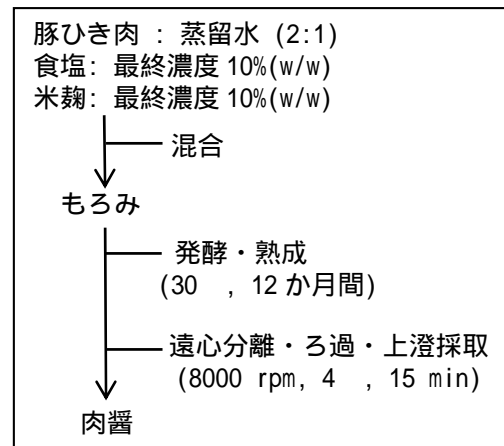 豚ひき肉 : 蒸留水 (2:1)
食塩: 最終濃度 10%(w/w)
米麹: 最終濃度 10%(w/w)
混合
もろみ
発酵・熟成
(30 , 12 か月間)
遠心分離・ろ過・上澄採取
(8000 rpm, 4 , 15 min)
肉醤